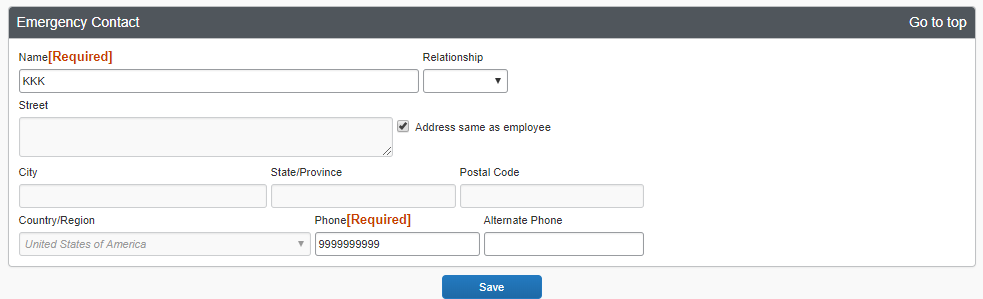 Emergency Contact Go to top
Name[Required] Relationship
KKK
Street
Address same as employee
City State/Province Postal Code
Country/Region Phone[Required] Alternate Phone
United States of America 9999999999
Save